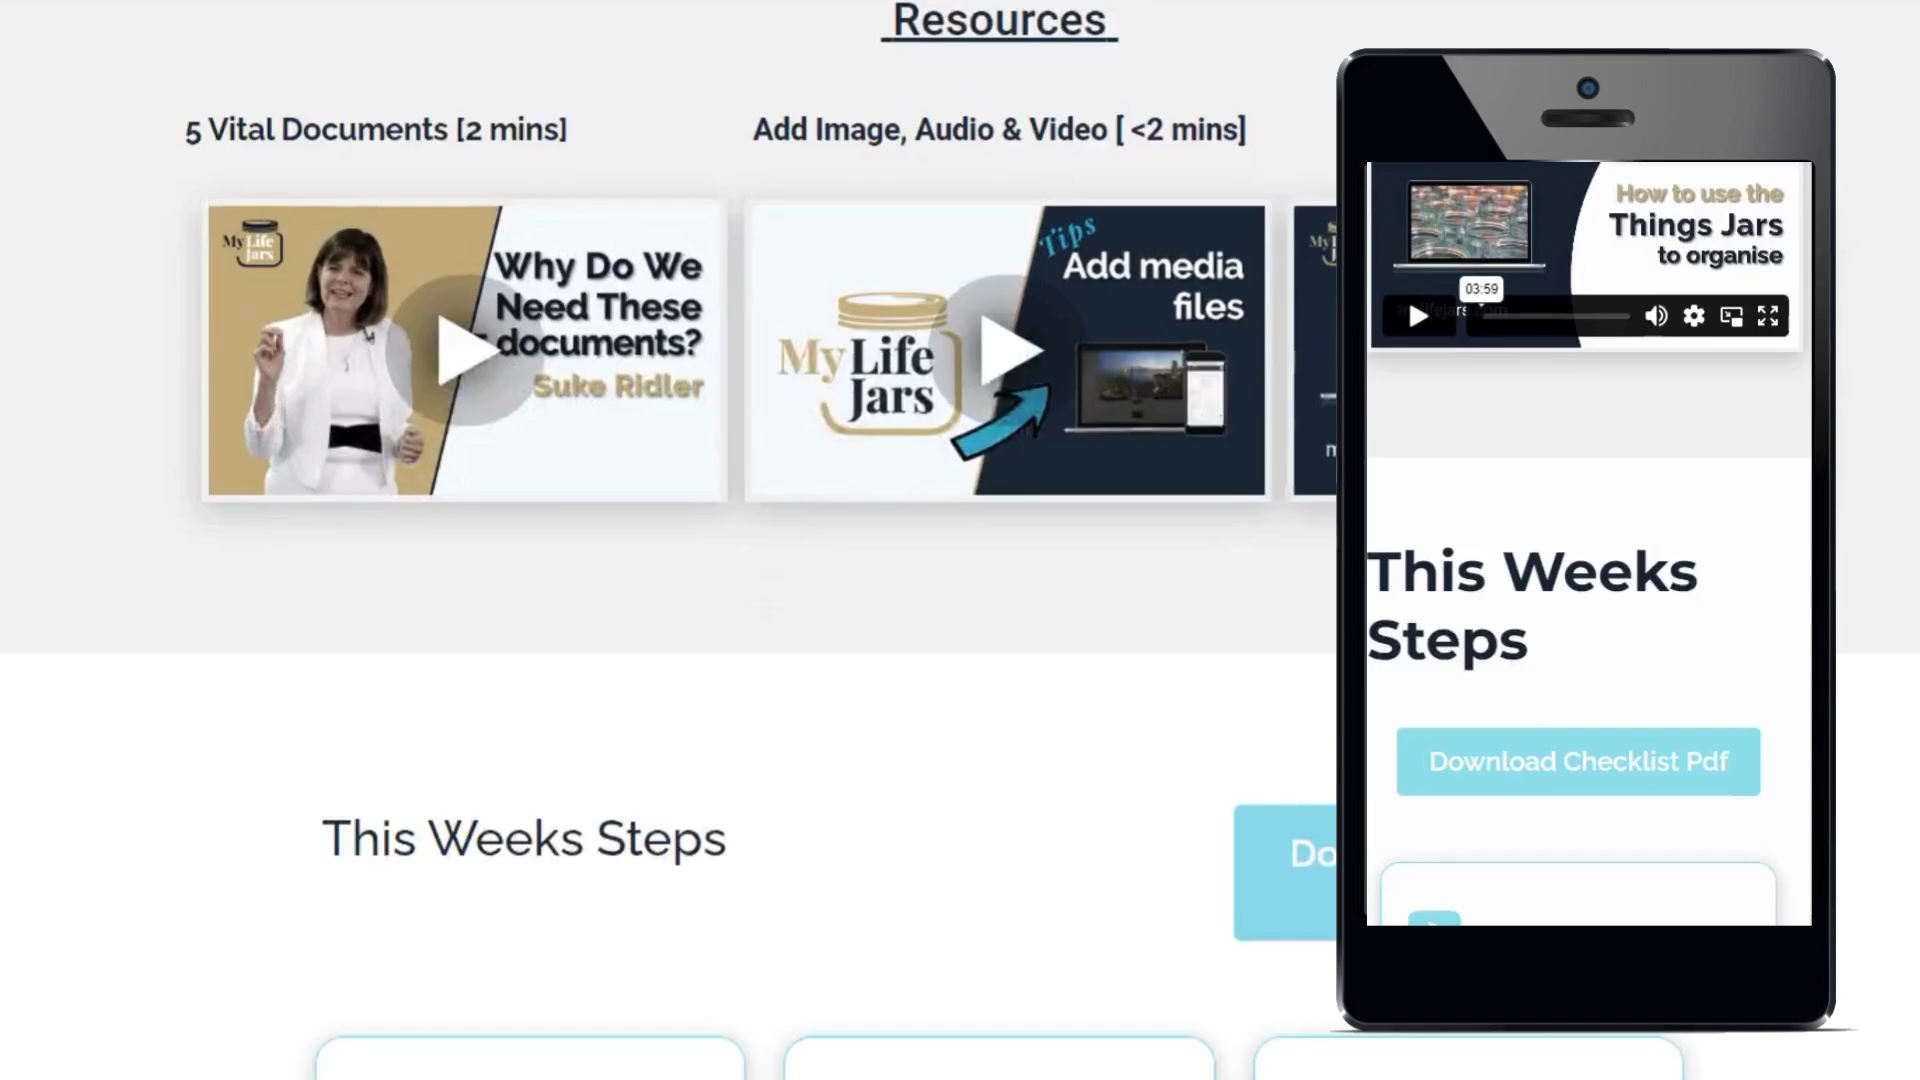 Resources
5 Vital Documents [2 mins]
Add Image, Audio & Video [ <2 mins]
My Life
Jars
Why Do We
Need These
documents?
Suke Ridler
Tips
Add media
files
My Life
Jars
How to use the
Things Jars
to organise
03:59
This Weeks
Steps
Download Checklist Pdf
This Weeks Steps
Do